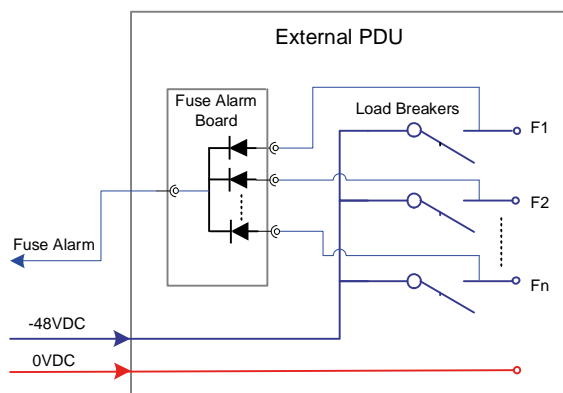 External PDU
Fuse Alarm
Board
Load Breakers
F1
F2
Fuse Alarm
Fn
-48VDC
0VDC